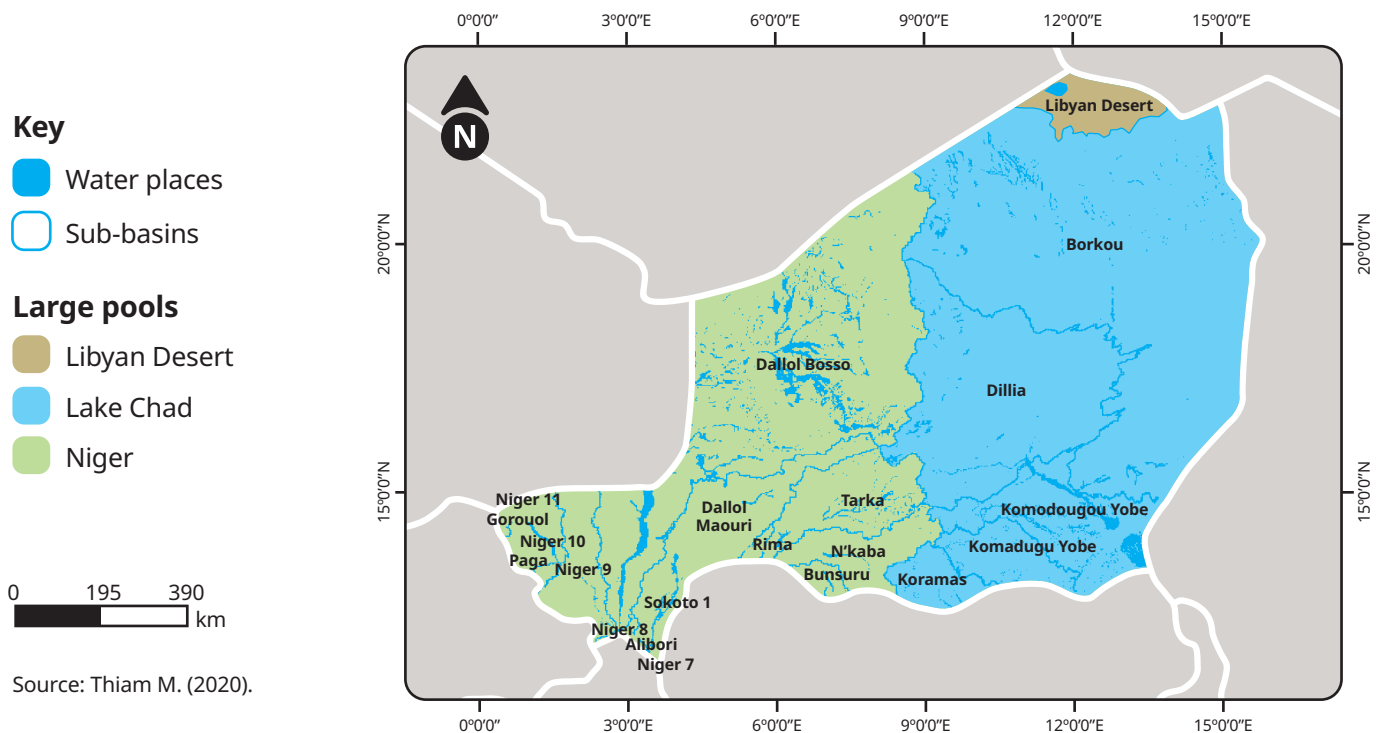 0°0'0"
3°0'0"E
6°0'0"E
9°0'0"E
12°0'0"E
15°0'0"E
N
Key
Water places
Sub-basins
Large pools
Libyan Desert
Lake Chad
Niger
0 195 390
km
Source: Thiam M. (2020).
20°0'0"N
15°0'0"N
20°0'0"N
15°0'0"N
Libyan Desert
Borkou
Dallol Bosso
Dillia
Niger 11
Gorouol
Niger 10
Paga
Niger 9
Dallol
Maouri
Tarka
Rima
N'kaba
Bunsuru
Komodougou Yobe
Komadugu Yobe
Koramas
Sokoto 1
Niger 8
Alibori
Niger 7
0°0'0"
3°0'0"E
6°0'0"E
9°0'0"E
12°0'0"E
15°0'0"E